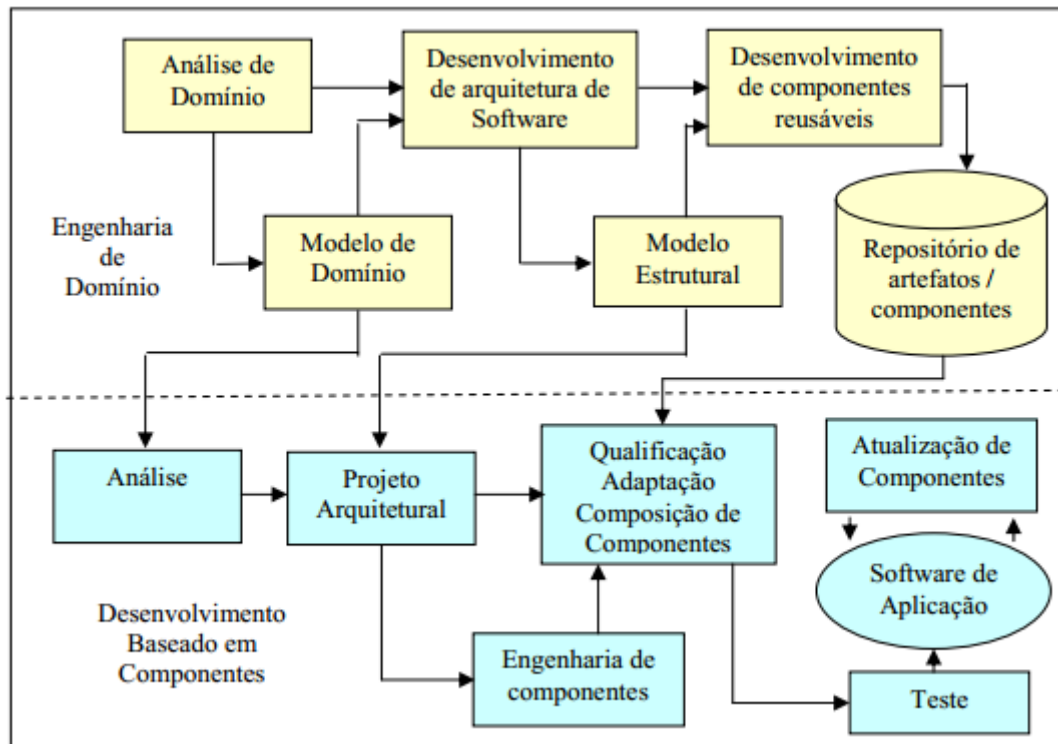 Análise de
Domínio
Desenvolvimento
de arquitetura de
Software
Desenvolvimento
de componentes
reusáveis
Engenharia
de
Domínio
Modelo de
Domínio
Modelo
Estrutural
Repositório de
artefatos /
componentes
Análise
Projeto
Arquitetural
Qualificação
Adaptação
Composição de
Componentes
Atualização de
Componentes
Software de
Aplicação
Desenvolvimento
Baseado em
Componentes
Engenharia de
componentes
Teste